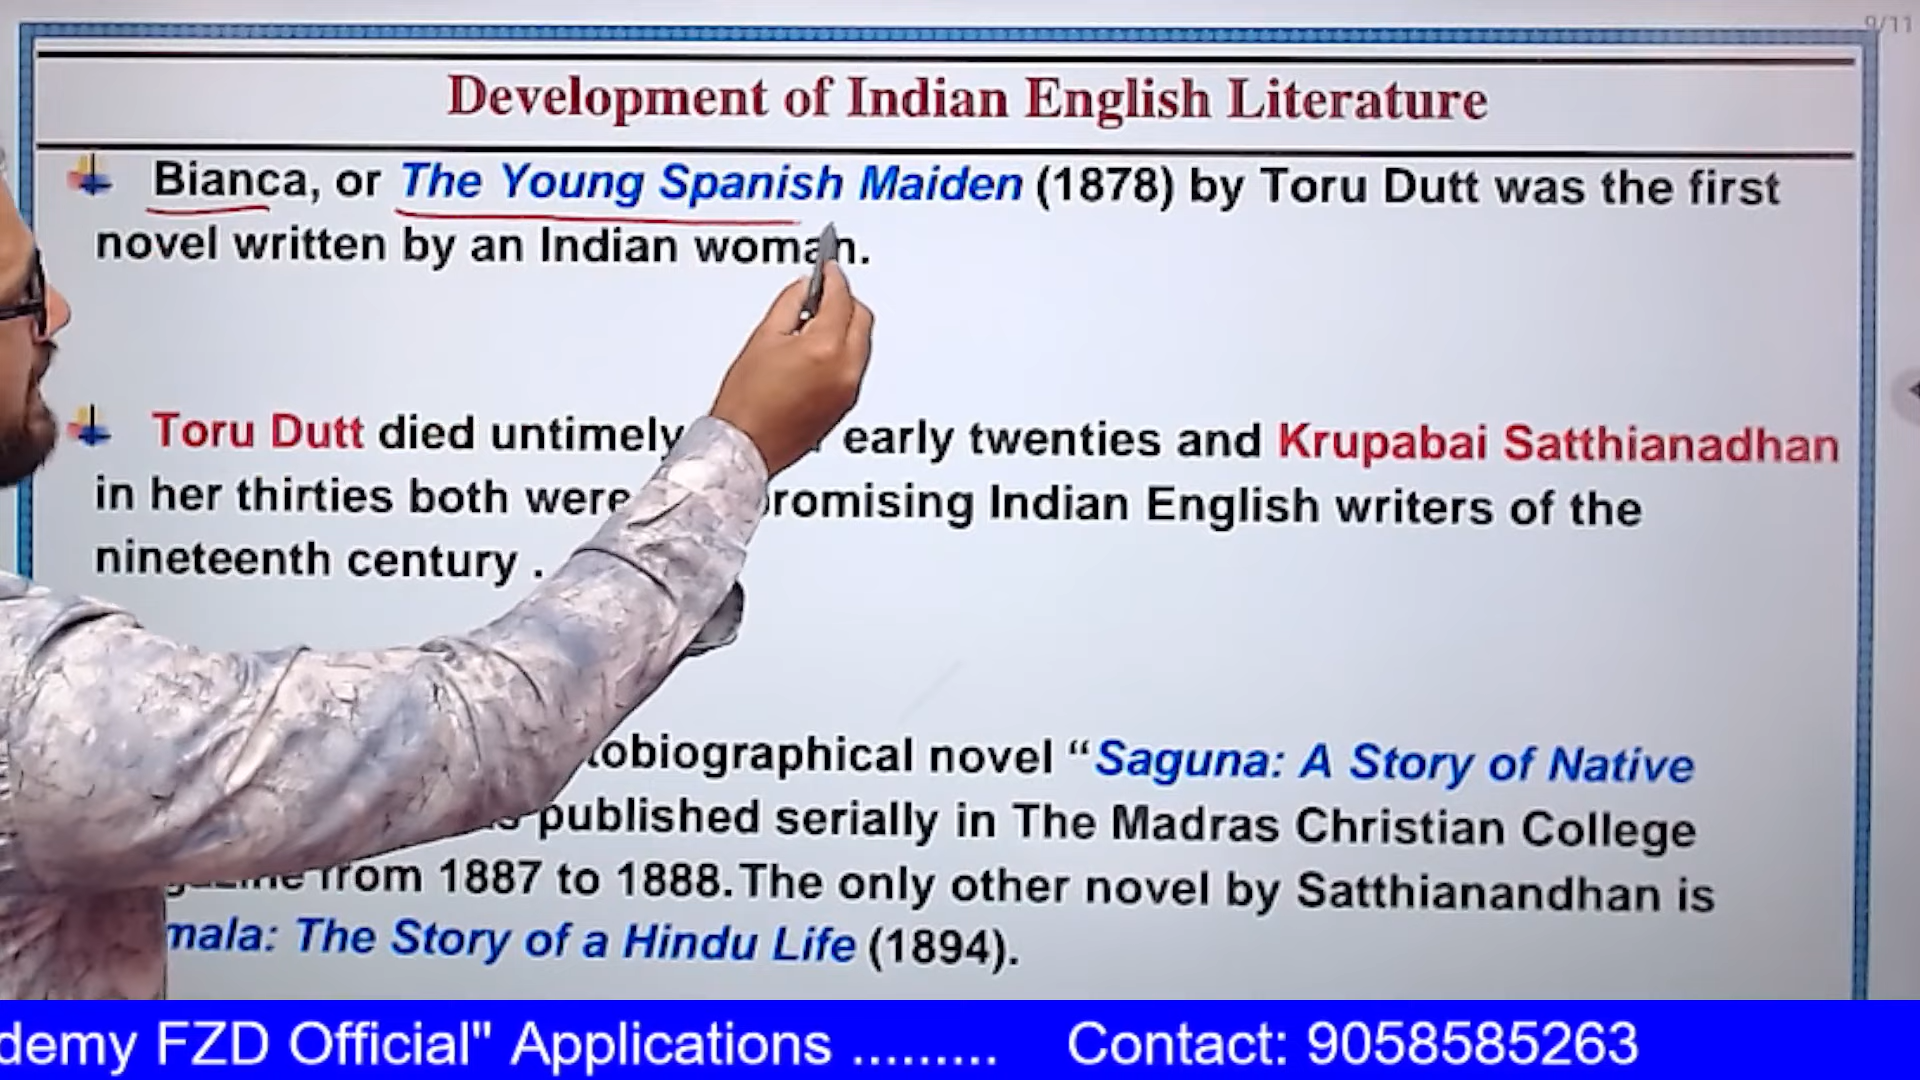 9/11
Development of Indian English Literature
Bianca, or The Young Spanish Maiden (1878) by Toru Dutt was the first
novel written by an Indian woman.
Toru Dutt died untimely early twenties and Krupabai Satthianadhan
in her thirties both were promising Indian English writers of the
nineteenth century .
tobiographical novel “Saguna: A Story of Native
published serially in The Madras Christian College
from 1887 to 1888. The only other novel by Satthianandhan is
mala: The Story of a Hindu Life (1894).
demy FZD Official" Applications ......... Contact: 9058585263